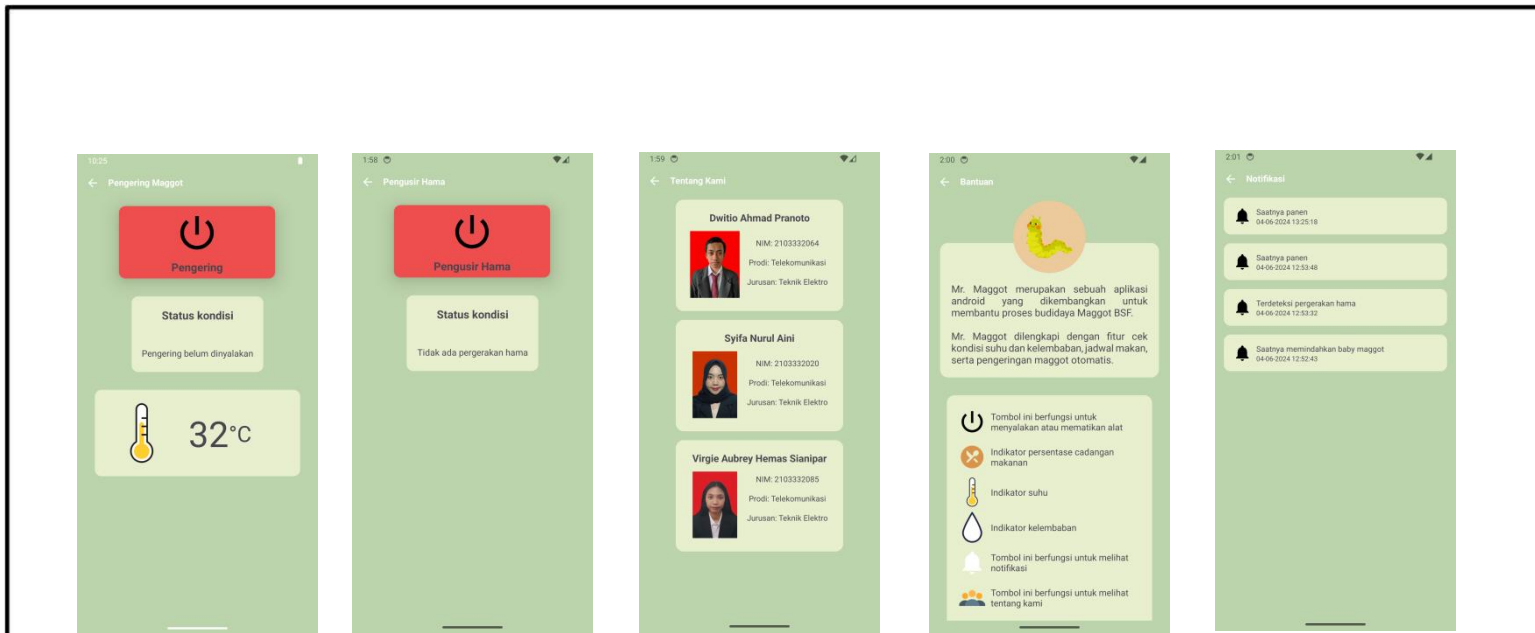 10:25
Pengering Maggot
Pengering
Status kondisi
Pengering belum dinyalakan
32°C
1:58
Pengusir Hama
Pengusir Hama
Status kondisi
Tidak ada pergerakan hama
1:59
Tentang Kami
Dwitio Ahmad Pranoto
NIM: 2103332064
Prodi: Telekomunikasi
Jurusan: Teknik Elektro
Syifa Nurul Aini
NIM: 2103332020
Prodi: Telekomunikasi
Jurusan: Teknik Elektro
Virgie Aubrey Hemas Sianipar
NIM: 2103332085
Prodi: Telekomunikasi
Jurusan: Teknik Elektro
2:00
Bantuan
Mr. Maggot merupakan sebuah aplikasi
android yang dikembangkan untuk
membantu proses budidaya Maggot BSF.
Mr. Maggot dilengkapi dengan fitur cek
kondisi suhu dan kelembaban, jadwal makan,
serta pengeringan maggot otomatis.
Tombol ini berfungsi untuk
menyalakan atau mematikan alat
Indikator persentase cadangan
makanan
Indikator suhu
Indikator kelembaban
Tombol ini berfungsi untuk melihat
notifikasi
Tombol ini berfungsi untuk melihat
tentang kami
2:01
Notifikasi
Saatnya panen
04-06-2024 13:25:18
Saatnya panen
04-06-2024 12:53:48
Terdeteksi pergerakan hama
04-06-2024 12:53:32
Saatnya memindahkan baby maggot
04-06-2024 12:52:43